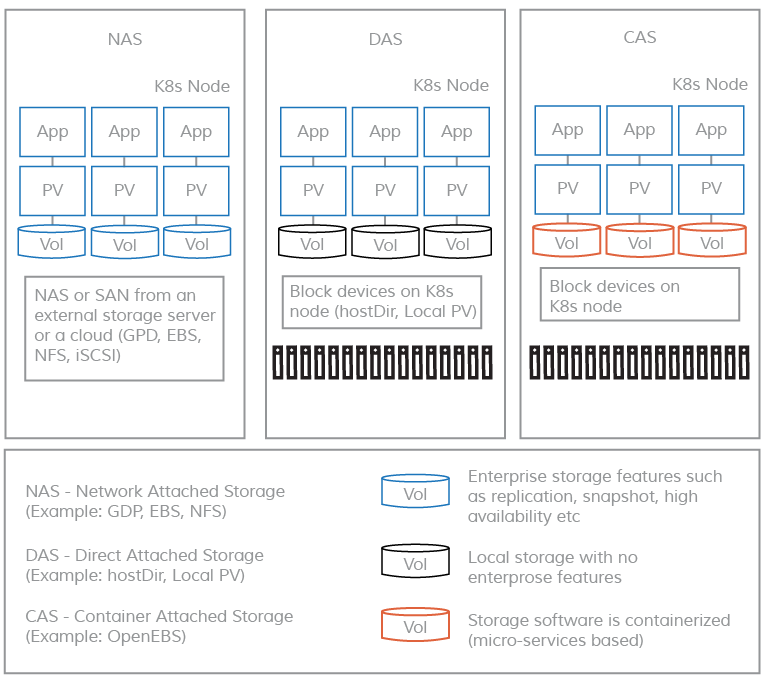 NAS
K8s Node
App App App
PV PV PV
Vol Vol Vol
NAS or SAN from an
external storage server
or a cloud (GPD, EBS,
NFS, iSCSI)
DAS
K8s Node
App App App
PV PV PV
Vol Vol Vol
Block devices on K8s
node (hostDir, Local PV)
CAS
K8s Node
App App App
PV PV PV
Vol Vol Vol
Block devices on
K8s node
NAS - Network Attached Storage
(Example: GDP, EBS, NFS)
DAS - Direct Attached Storage
(Example: hostDir, Local PV)
CAS - Container Attached Storage
(Example: OpenEBS)
Vol
Enterprise storage features such
as replication, snapshot, high
availability etc
Vol
Local storage with no
enterprose features
Vol
Storage software is containerized
(micro-services based)